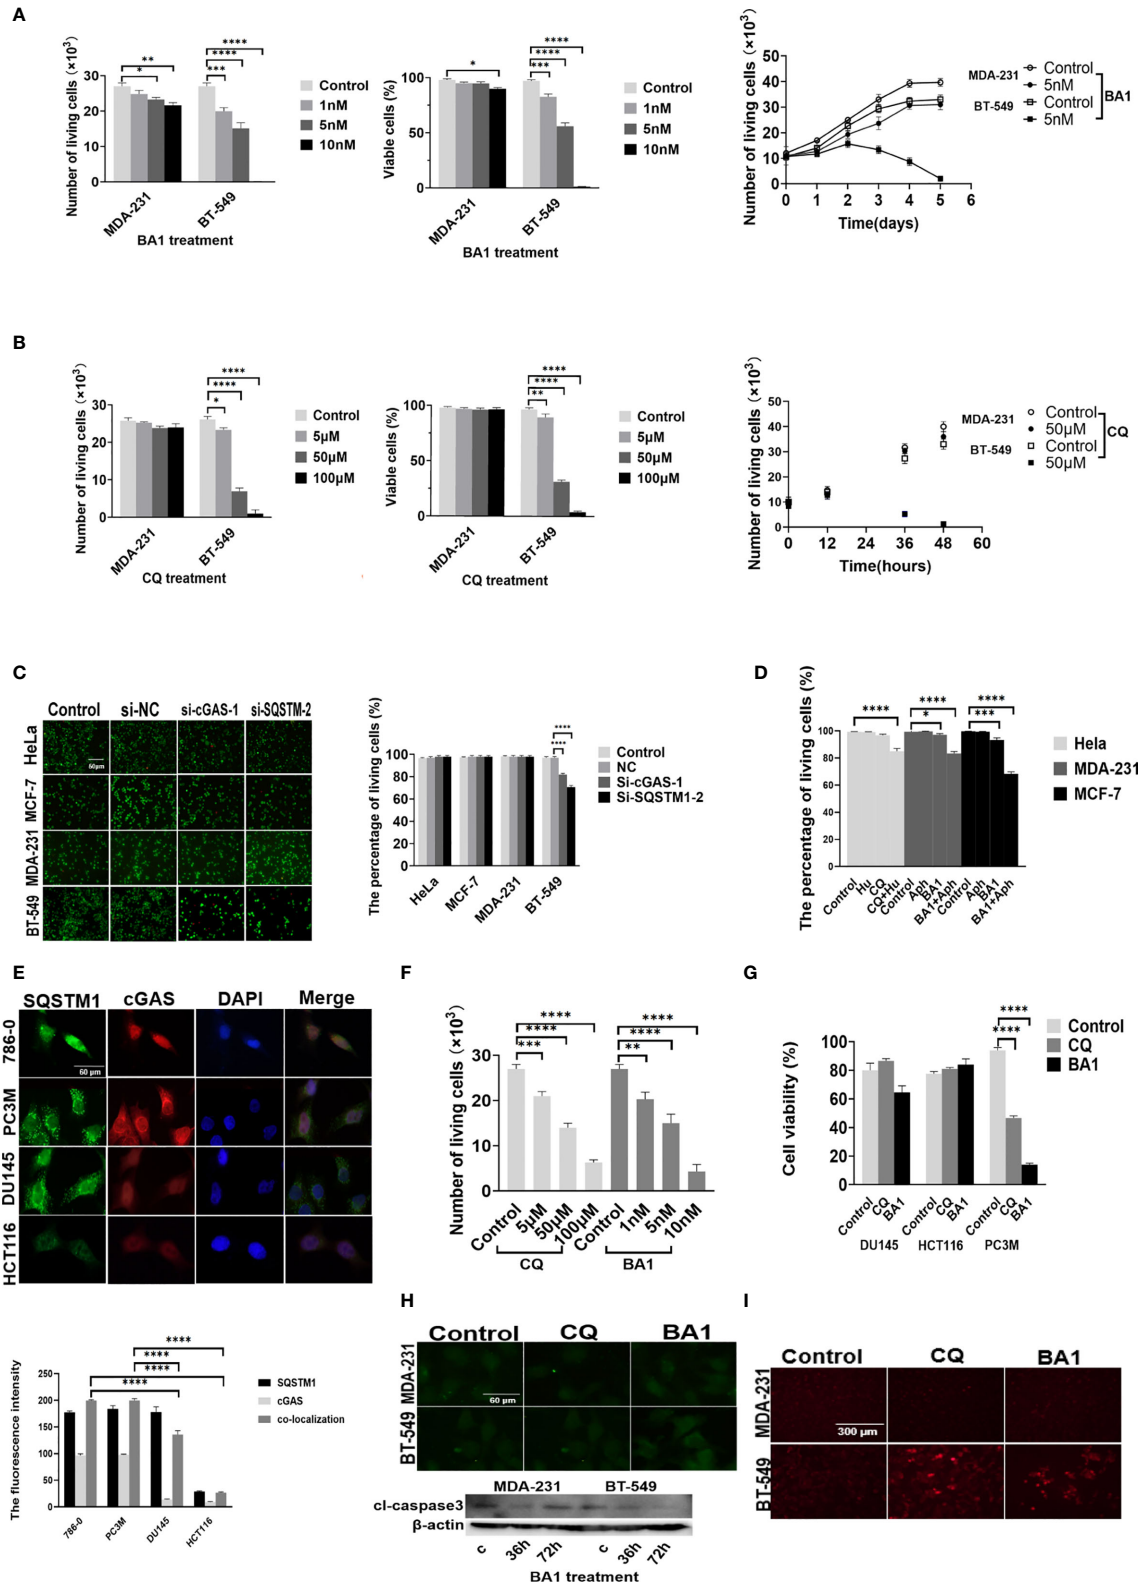 A
Number of living cells (×10³)
30
20
10
0
** 
*
****
****
***
MDA-231
BT-549
BA1 treatment
Control
1nM
5nM
10nM
Viable cells (%)
100
50
0
*
****
****
***
MDA-231
BT-549
BA1 treatment
Control
1nM
5nM
10nM
Number of living cells (×10³)
50
40
30
20
10
0
0 1 2 3 4 5 6
Time(days)
MDA-231 Control
5nM
BT-549 Control
5nM
BA1
B
Number of living cells (×10³)
30
20
10
0
****
****
*
MDA-231
BT-549
CQ treatment
Control
5μM
50μM
100μM
Viable cells (%)
100
50
0
****
****
**
MDA-231
BT-549
CQ treatment
Control
5μM
50μM
100μM
Number of living cells (×10³)
50
40
30
20
10
0
0 12 24 36 48 60
Time(hours)
MDA-231 Control
50μM
BT-549 Control
50μM
CQ
C
Control si-NC si-cGAS-1 si-SQSTM-2
HeLa
60μm
MCF-7
MDA-231
BT-549
The percentage of living cells (%)
100
80
60
40
20
0
****
****
HeLa
MCF-7
MDA-231
BT-549
Control
NC
Si-cGAS-1
Si-SQSTM1-2
D
The percentage of living cells (%)
100
80
60
40
20
0
****
****
*
****
***
Control
Hu
CQ
CQ+Hu
Control
Aph
BA1
BA1+Aph
Control
Aph
BA1
BA1+Aph
Hela
MDA-231
MCF-7
E
SQSTM1 cGAS DAPI Merge
786-0
60 μm
PC3M
DU145
HCT116
The fluorescence intensity
250
200
150
100
50
0
****
****
****
****
786-0
PC3M
DU145
HCT116
SQSTM1
cGAS
co-localization
F
Number of living cells (×10³)
30
20
10
0
****
****
***
****
****
**
Control
5μM
50μM
100μM
Control
1nM
5nM
10nM
CQ
BA1
G
Cell viability (%)
100
80
60
40
20
0
****
****
Control
CQ
BA1
Control
CQ
BA1
Control
CQ
BA1
DU145
HCT116
PC3M
Control
CQ
BA1
H
Control CQ BA1
MDA-231
60 μm
BT-549
MDA-231 BT-549
cl-caspase3
β-actin
c 36h 72h c 36h 72h
BA1 treatment
I
Control CQ BA1
MDA-231
300 μm
BT-549